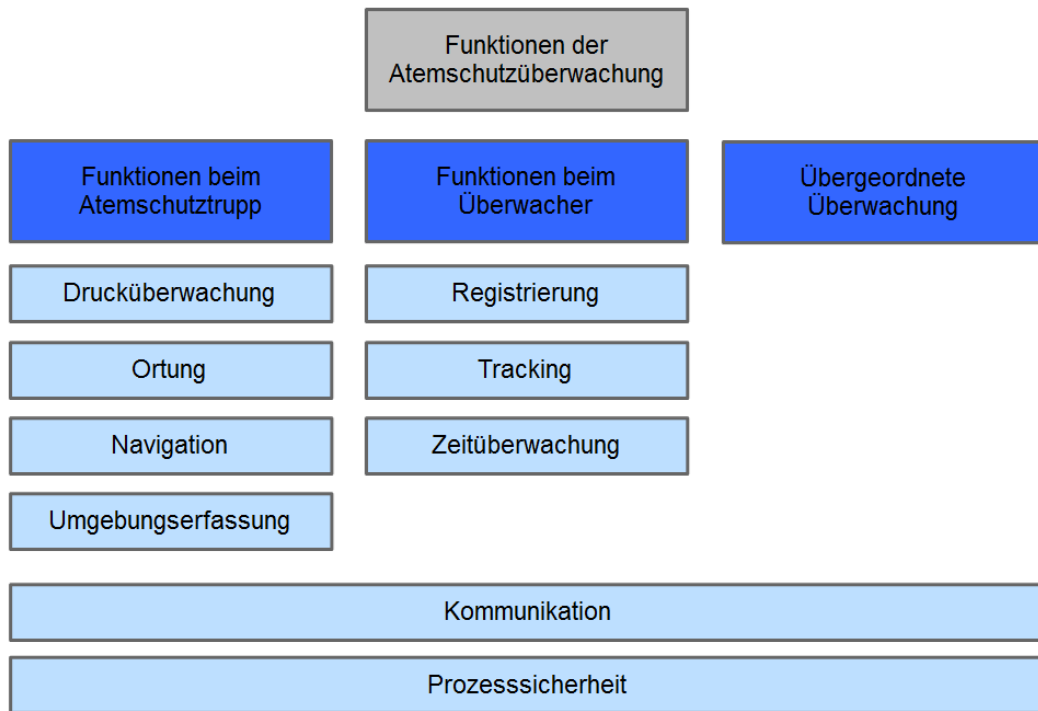 Funktionen der
Atemschutzüberwachung
Funktionen beim
Atemschutztrupp
Funktionen beim
Überwacher
Übergeordnete
Überwachung
Drucküberwachung
Registrierung
Ortung
Tracking
Navigation
Zeitüberwachung
Umgebungserfassung
Kommunikation
Prozesssicherheit